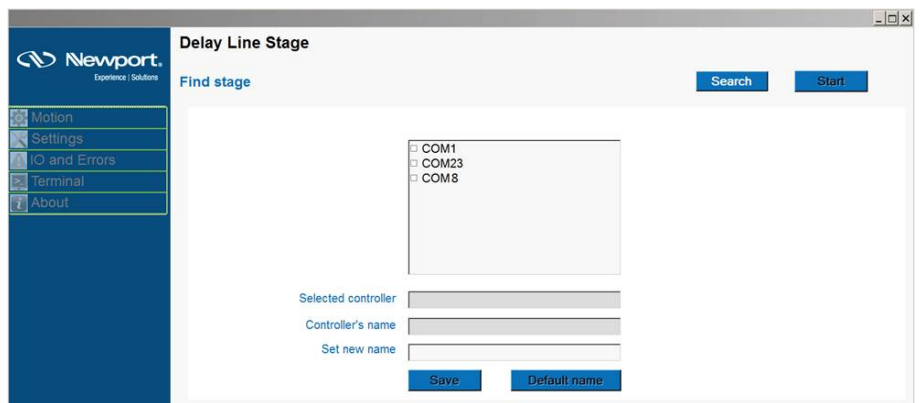 Newport.
Experience | Solutions
Delay Line Stage
Find stage
Search
Start
Motion
Settings
IO and Errors
Terminal
About
COM1
COM23
COM8
Selected controller
Controller's name
Set new name
Save
Default name